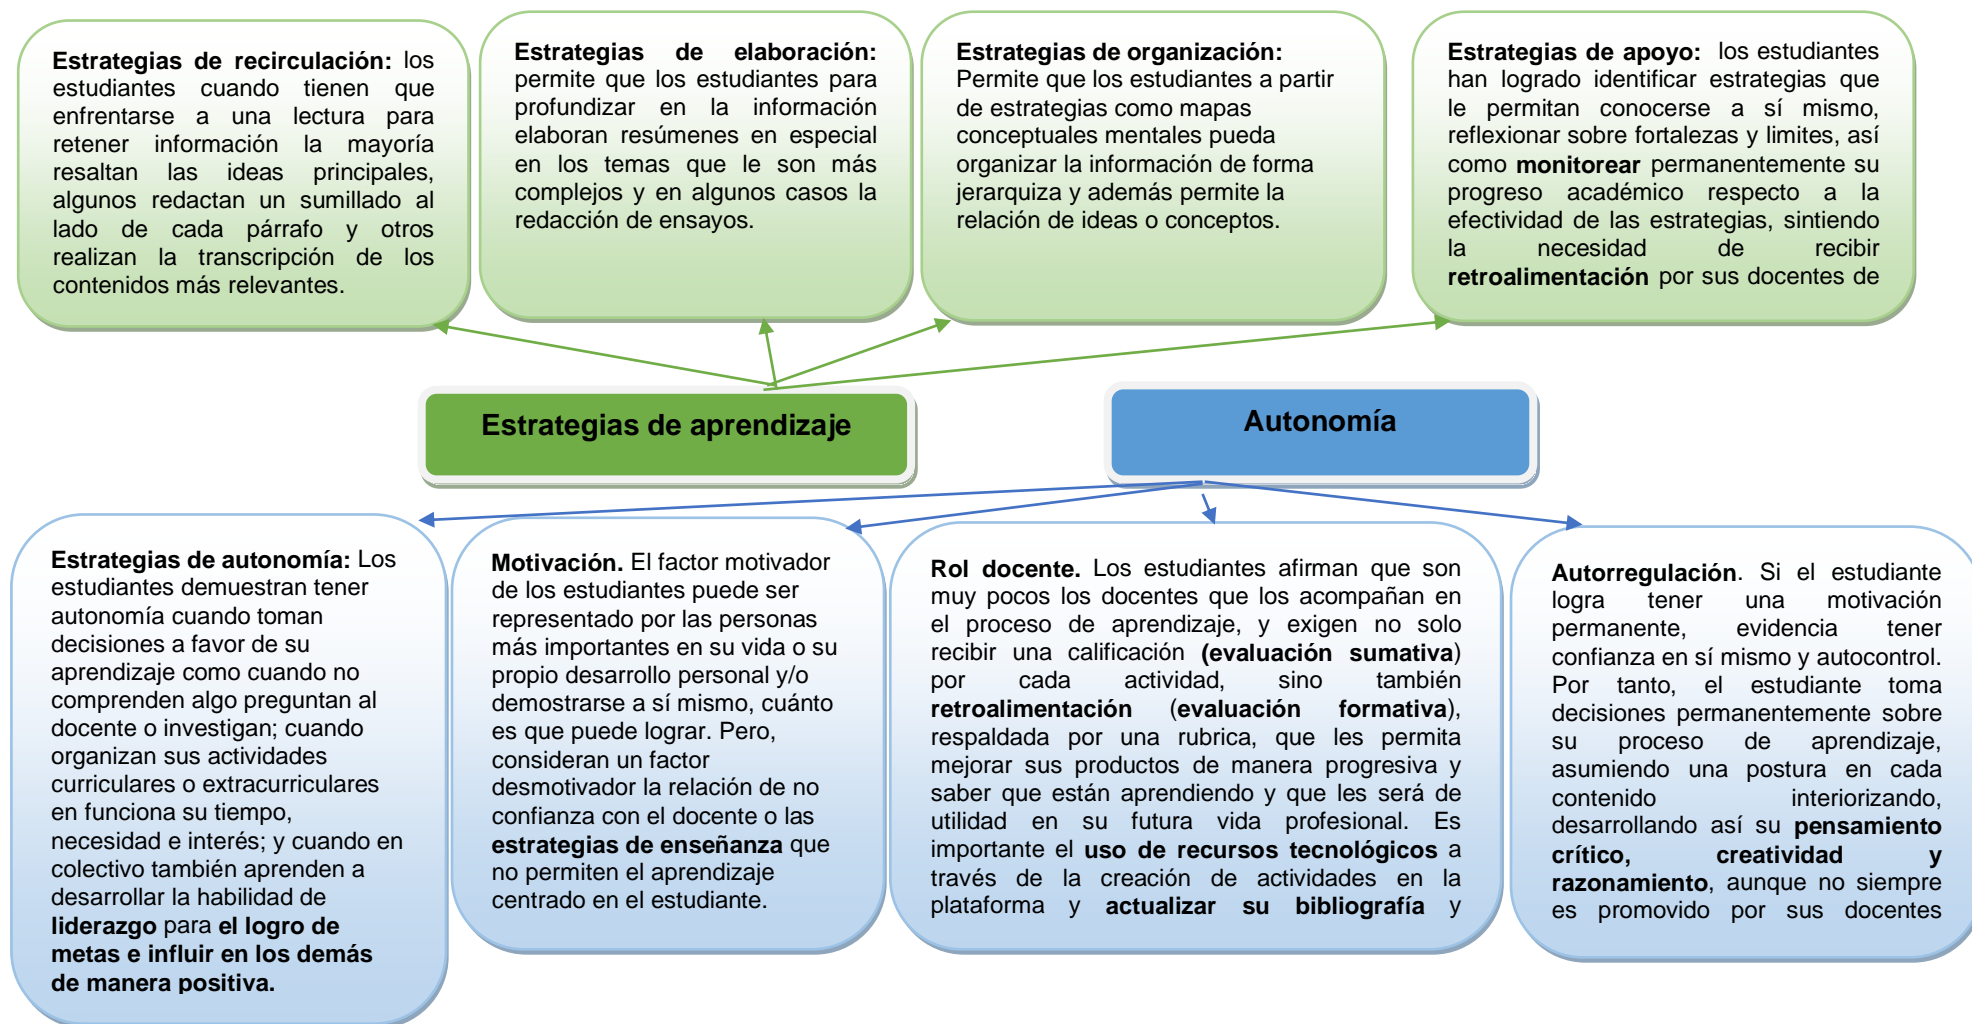 Estrategias de recirculación: los
estudiantes cuando tienen que
enfrentarse a una lectura para
retener información la mayoría
resaltan las ideas principales,
algunos redactan un sumillado al
lado de cada párrafo y otros
realizan la transcripción de los
contenidos más relevantes.
Estrategias de elaboración:
permite que los estudiantes para
profundizar en la información
elaboran resúmenes en especial
en los temas que le son más
complejos y en algunos casos la
redacción de ensayos.
Estrategias de organización:
Permite que los estudiantes a partir
de estrategias como mapas
conceptuales mentales pueda
organizar la información de forma
jerarquiza y además permite la
relación de ideas o conceptos.
Estrategias de apoyo: los estudiantes
han logrado identificar estrategias que
le permitan conocerse a sí mismo,
reflexionar sobre fortalezas y limites, así
como monitorear permanentemente su
progreso académico respecto a la
efectividad de las estrategias, sintiendo
la necesidad de recibir
retroalimentación por sus docentes de
Estrategias de aprendizaje
Autonomía
Estrategias de autonomía: Los
estudiantes demuestran tener
autonomía cuando toman
decisiones a favor de su
aprendizaje como cuando no
comprenden algo preguntan al
docente o investigan; cuando
organizan sus actividades
curriculares o extracurriculares
en funciona su tiempo,
necesidad e interés; y cuando en
colectivo también aprenden a
desarrollar la habilidad de
liderazgo para el logro de
metas e influir en los demás
de manera positiva.
Motivación. El factor motivador
de los estudiantes puede ser
representado por las personas
más importantes en su vida o su
propio desarrollo personal y/o
demostrarse a sí mismo, cuánto
es que puede lograr. Pero,
consideran un factor
desmotivador la relación de no
confianza con el docente o las
estrategias de enseñanza que
no permiten el aprendizaje
centrado en el estudiante.
Rol docente. Los estudiantes afirman que son
muy pocos los docentes que los acompañan en
el proceso de aprendizaje, y exigen no solo
recibir una calificación (evaluación sumativa)
por cada actividad, sino también
retroalimentación (evaluación formativa),
respaldada por una rubrica, que les permita
mejorar sus productos de manera progresiva y
saber que están aprendiendo y que les será de
utilidad en su futura vida profesional. Es
importante el uso de recursos tecnológicos a
través de la creación de actividades en la
plataforma y actualizar su bibliografía y
Autorregulación. Si el estudiante
logra tener una motivación
permanente, evidencia tener
confianza en sí mismo y autocontrol.
Por tanto, el estudiante toma
decisiones permanentemente sobre
su proceso de aprendizaje,
asumiendo una postura en cada
contenido interiorizando,
desarrollando así su pensamiento
crítico, creatividad y
razonamiento, aunque no siempre
es promovido por sus docentes